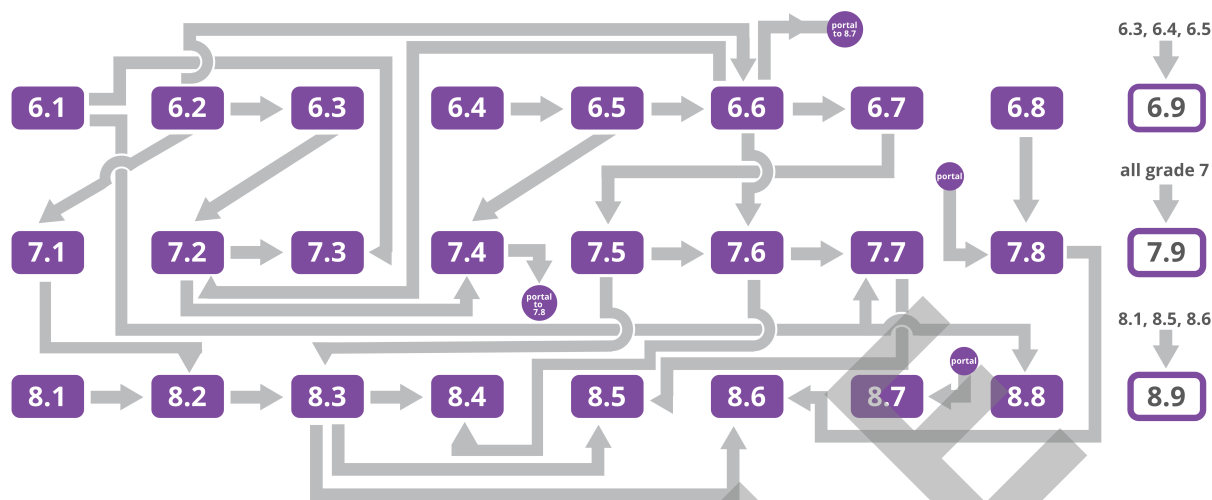 portal
to 8.7
6.3, 6.4, 6.5
6.1 6.2 6.3 6.4 6.5 6.6 6.7 6.8 6.9
portal
all grade 7
7.1 7.2 7.3 7.4 7.5 7.6 7.7 7.8 7.9
portal
to
7.8
8.1, 8.5, 8.6
portal
8.1 8.2 8.3 8.4 8.5 8.6 8.7 8.8 8.9